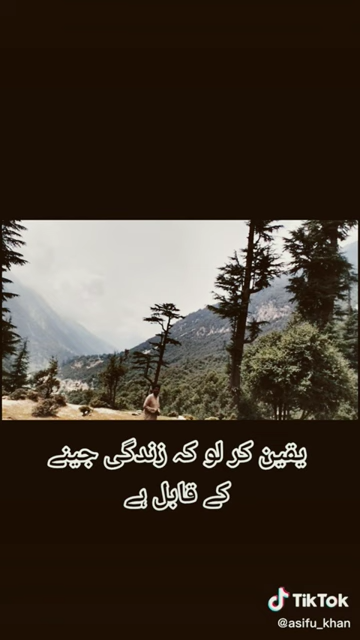 یقین کر لو کہ زندگی جینے
کے قابل ہے
TikTok
@asifu_khan